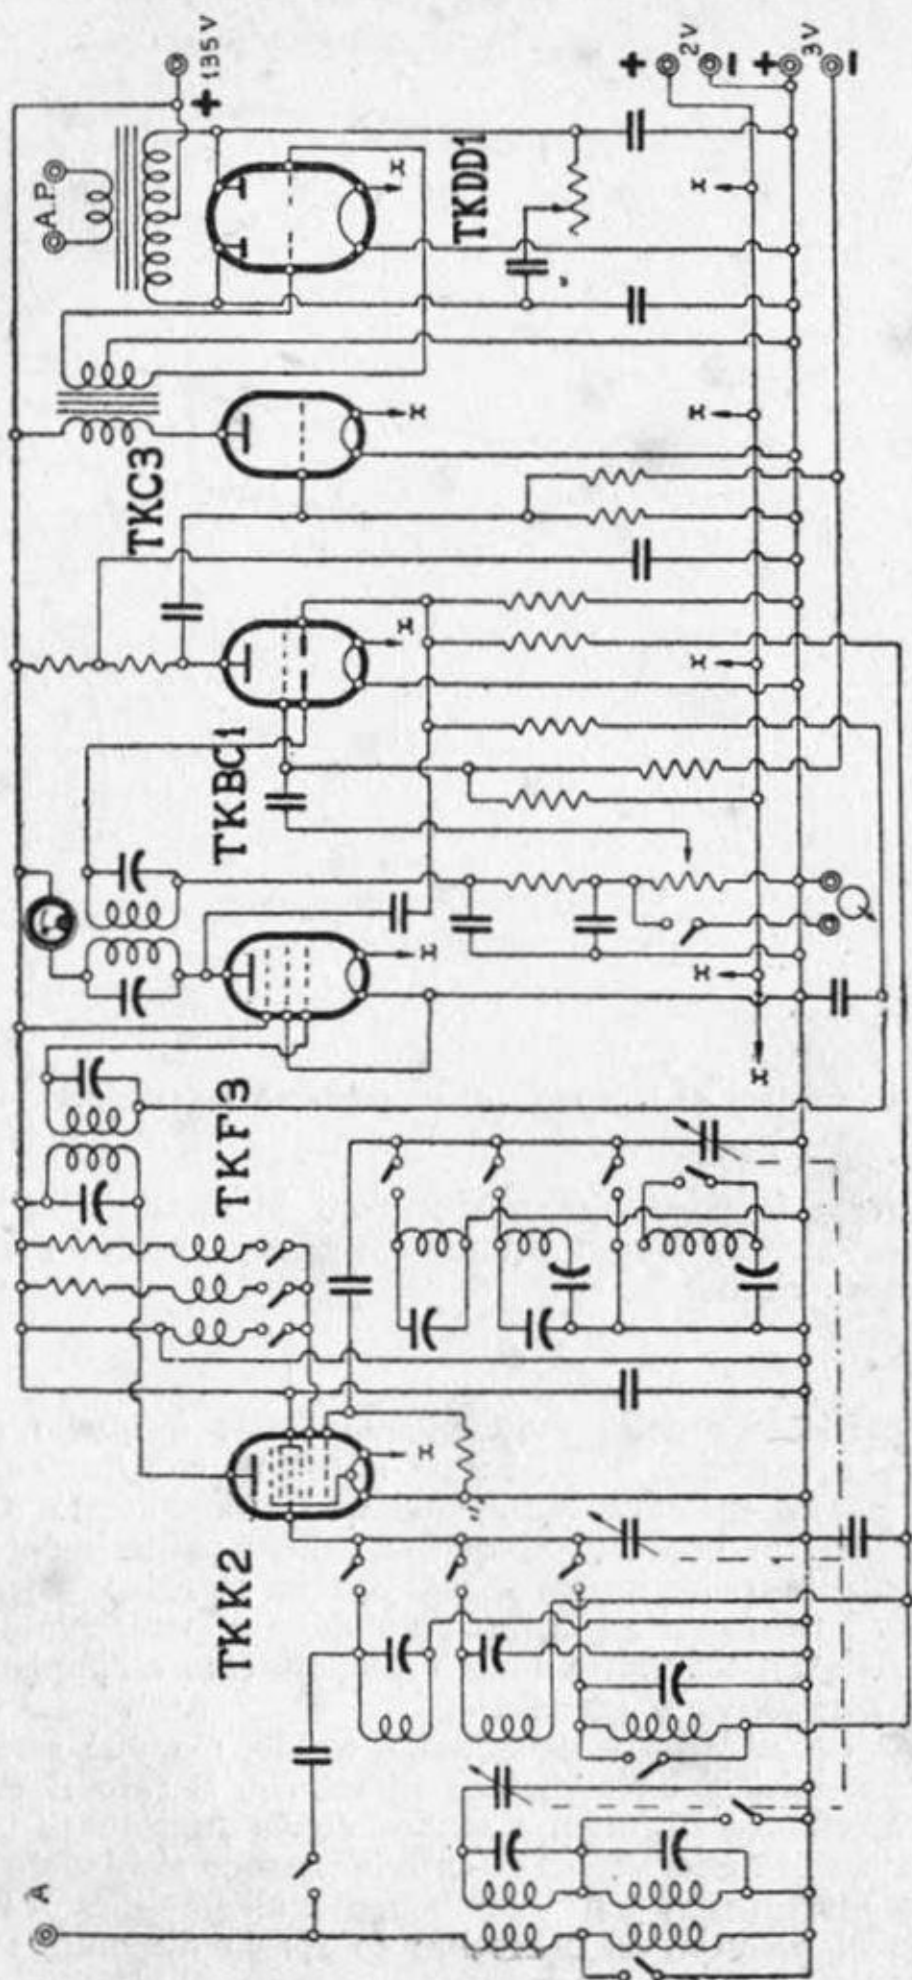 A
TKK2
TKF3
TKBC1
TKC3
TKDD1
A.P.
+ 135V
+ 2V -
+ 3V -
x
x
x
x
x
x
x
x
x
x